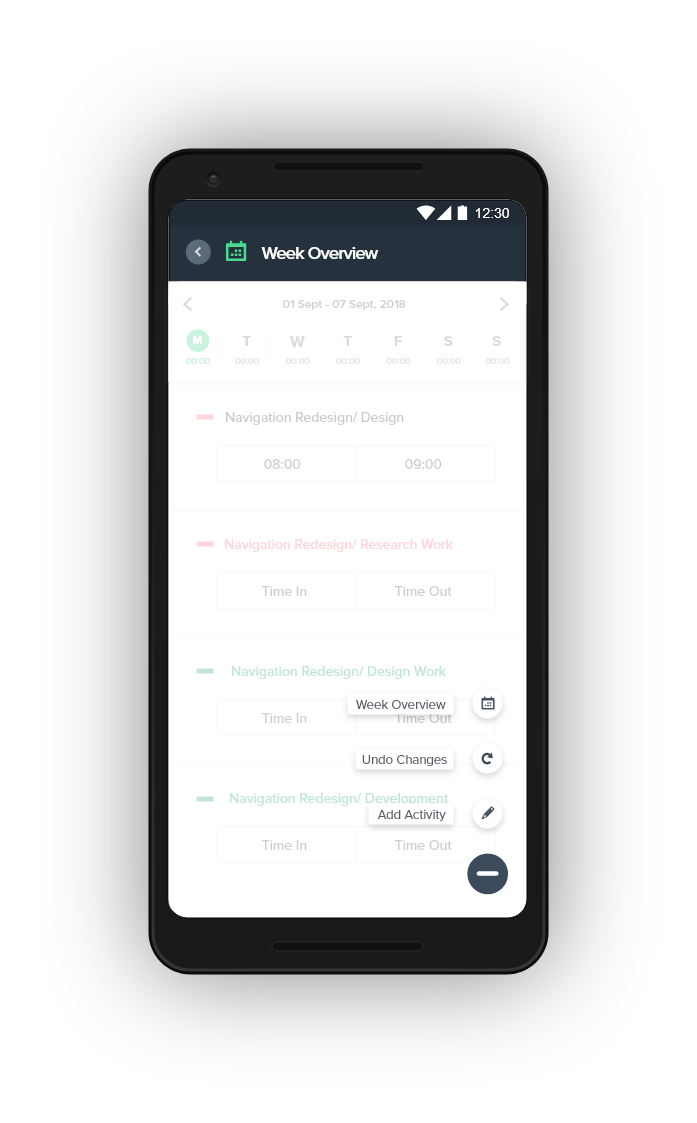 12:30
Week Overview
01 Sept - 07 Sept, 2018
M T W T F S S
00:00 00:00 00:00 00:00 00:00 00:00 00:00
Navigation Redesign/ Design
08:00 09:00
Navigation Redesign/ Research Work
Time In Time Out
Navigation Redesign/ Design Work
Week Overview
Time In Time Out
Undo Changes
Navigation Redesign/ Development
Add Activity
Time In Time Out